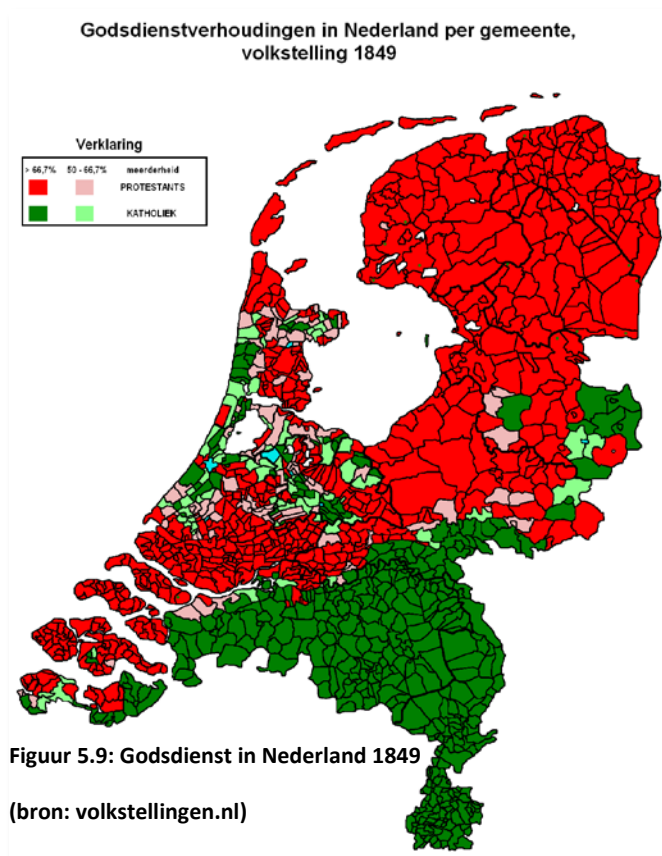 Godsdienstverhoudingen in Nederland per gemeente,
volkstelling 1849
Verklaring
> 66,7% 50 - 66,7% meerderheid
PROTESTANTS
KATHOLIEK
Figuur 5.9: Godsdienst in Nederland 1849
(bron: volkstellingen.nl)